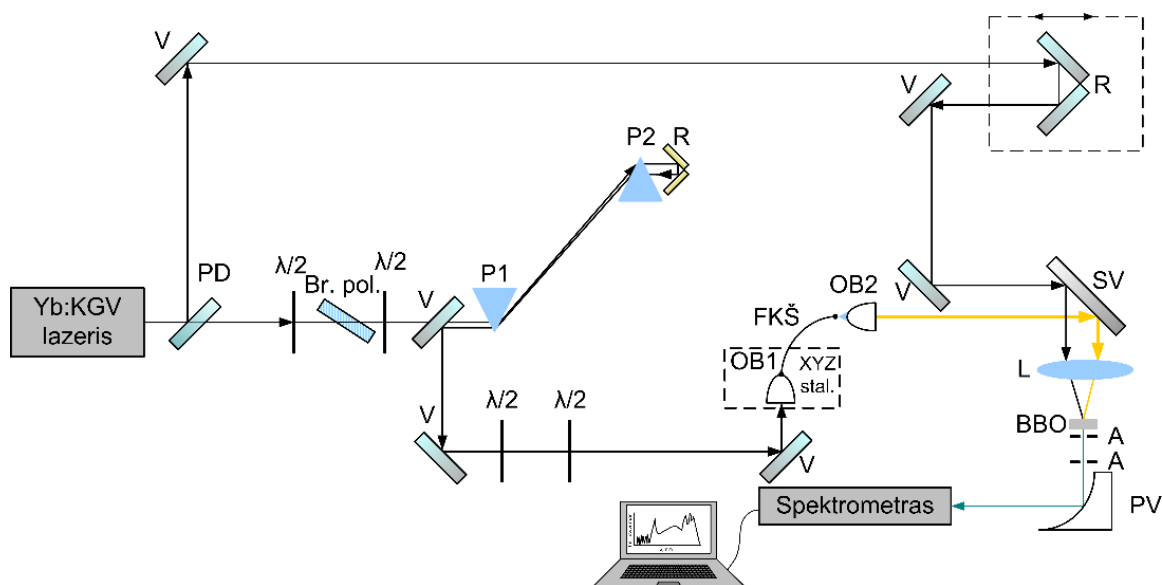 V
R
V
P2
R
PD
λ/2
Br. pol.
λ/2
V
P1
Yb:KGV
lazeris
V
SV
OB2
FKŠ
OB1
XYZ
stal.
L
V
λ/2
λ/2
V
BBO
A
A
Spektrometras
PV